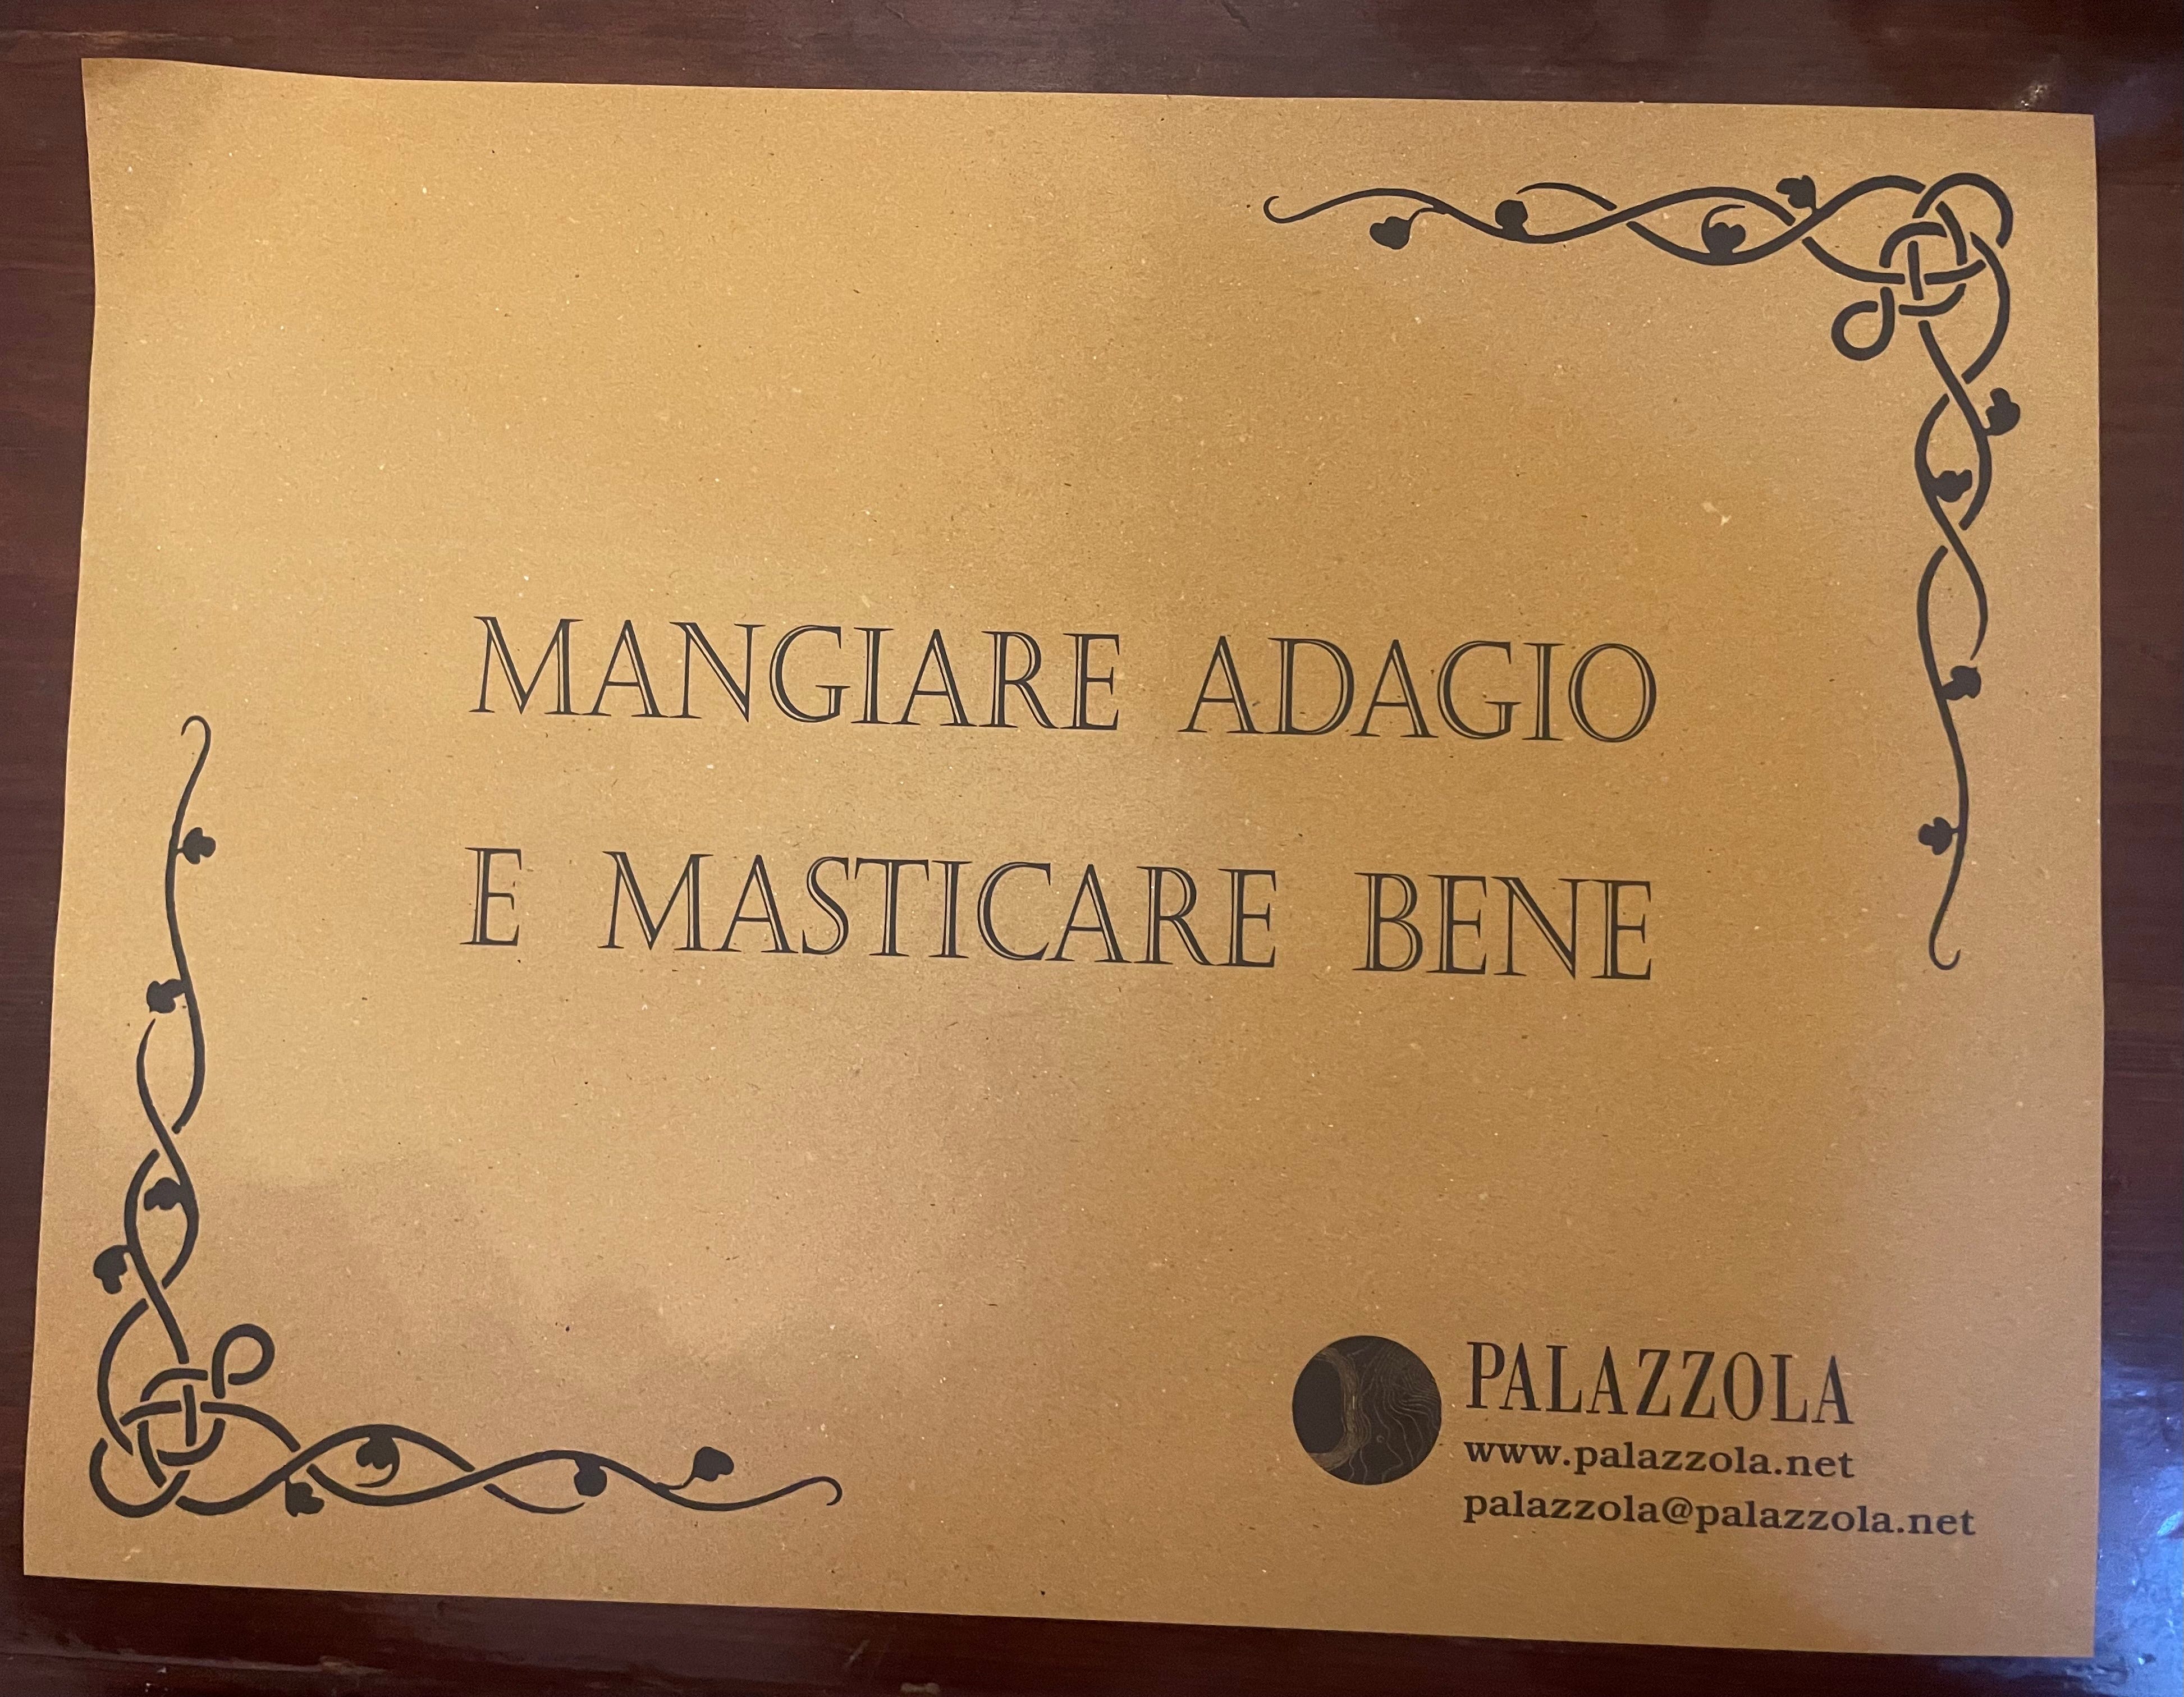 MANGIARE ADAGIO
E MASTICARE BENE
PALAZZOLA
www.palazzola.net
palazzola@palazzola.net